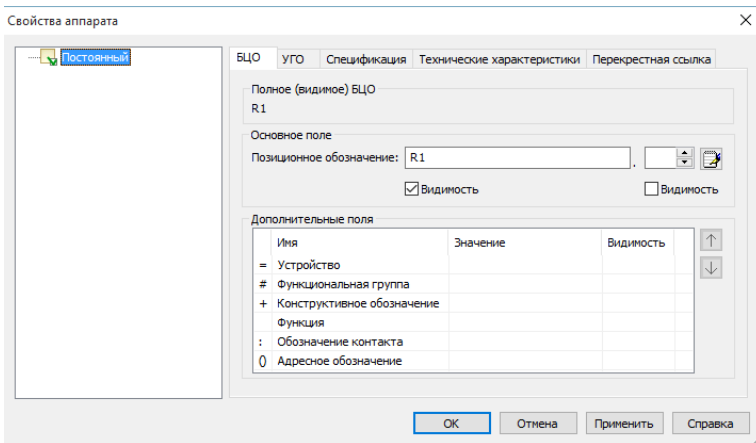 Свойства аппарата
Постоянный
БЦО УГО Спецификация Технические характеристики Перекрестная ссылка
Полное (видимое) БЦО
R1
Основное поле
Позиционное обозначение: R1 .
Видимость Видимость
Дополнительные поля
Имя Значение Видимость
= Устройство
# Функциональная группа
+ Конструктивное обозначение
Функция
: Обозначение контакта
() Адресное обозначение
OK Отмена Применить Справка